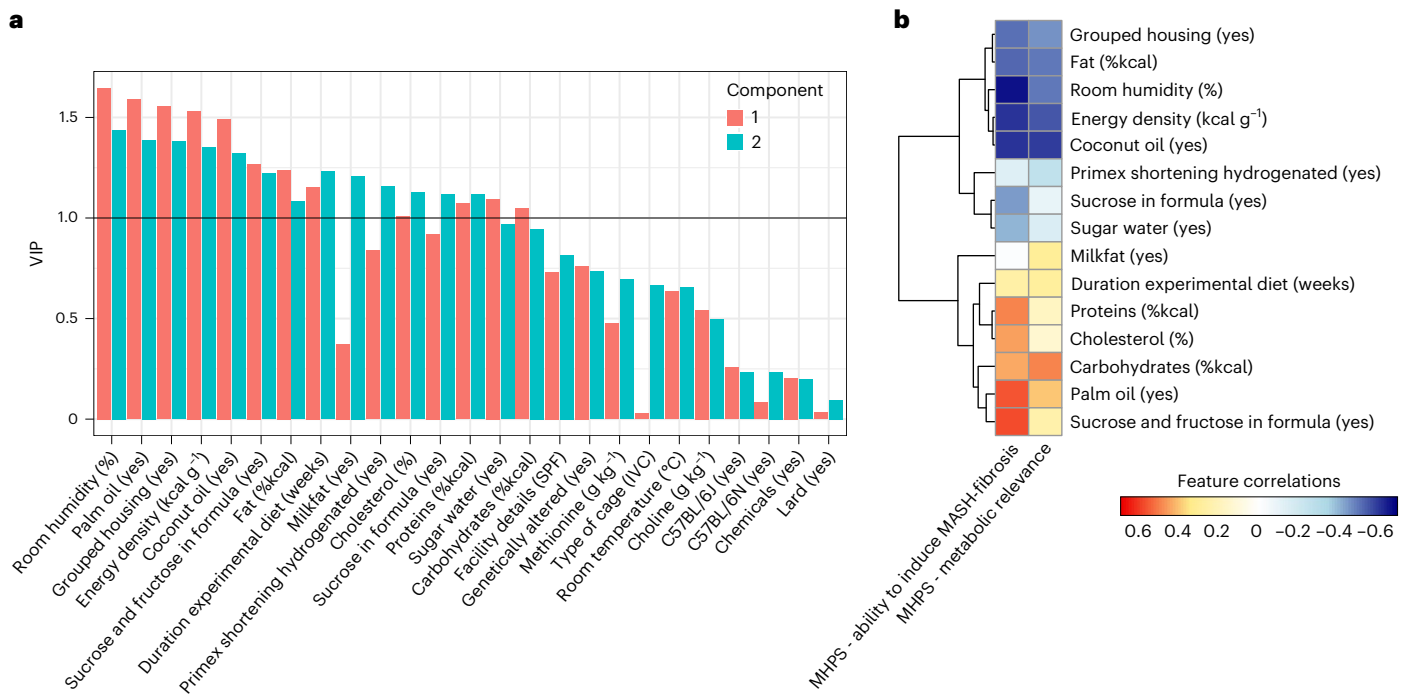 a
VIP
1.5
1.0
0.5
0
Component
1
2
Room humidity (%)
Palm oil (yes)
Grouped housing (yes)
Energy density (kcal g⁻¹)
Coconut oil (yes)
Sucrose and fructose in formula (yes)
Fat (%kcal)
Duration experimental diet (weeks)
Milkfat (yes)
Primex shortening hydrogenated (yes)
Cholesterol (%)
Sucrose in formula (yes)
Proteins (%kcal)
Sugar water (yes)
Carbohydrates (%kcal)
Facility details (SPF)
Genetically altered (yes)
Methionine (g kg⁻¹)
Type of cage (IVC)
Room temperature (°C)
Choline (g kg⁻¹)
C57BL/6J (yes)
C57BL/6N (yes)
Chemicals (yes)
Lard (yes)
b
Grouped housing (yes)
Fat (%kcal)
Room humidity (%)
Energy density (kcal g⁻¹)
Coconut oil (yes)
Primex shortening hydrogenated (yes)
Sucrose in formula (yes)
Sugar water (yes)
Milkfat (yes)
Duration experimental diet (weeks)
Proteins (%kcal)
Cholesterol (%)
Carbohydrates (%kcal)
Palm oil (yes)
Sucrose and fructose in formula (yes)
MHPS - ability to induce MASH-fibrosis
MHPS - metabolic relevance
Feature correlations
0.6 0.4 0.2 0 −0.2 −0.4 −0.6